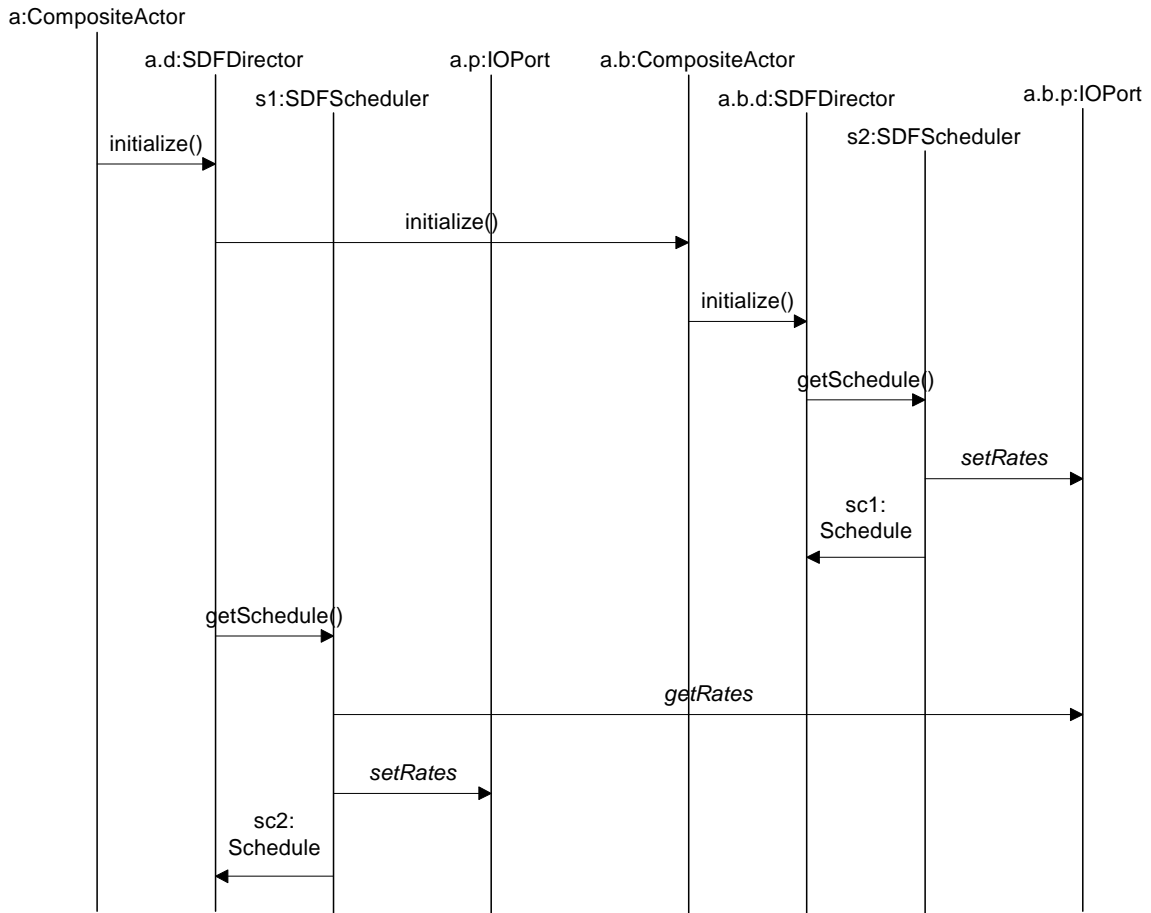 a:CompositeActor
a.d:SDFDirector
a.p:IOPort
a.b:CompositeActor
s1:SDFScheduler
a.b.d:SDFDirector
a.b.p:IOPort
s2:SDFScheduler
initialize()
initialize()
initialize()
getSchedule()
setRates
sc1:
Schedule
getSchedule()
getRates
setRates
sc2:
Schedule